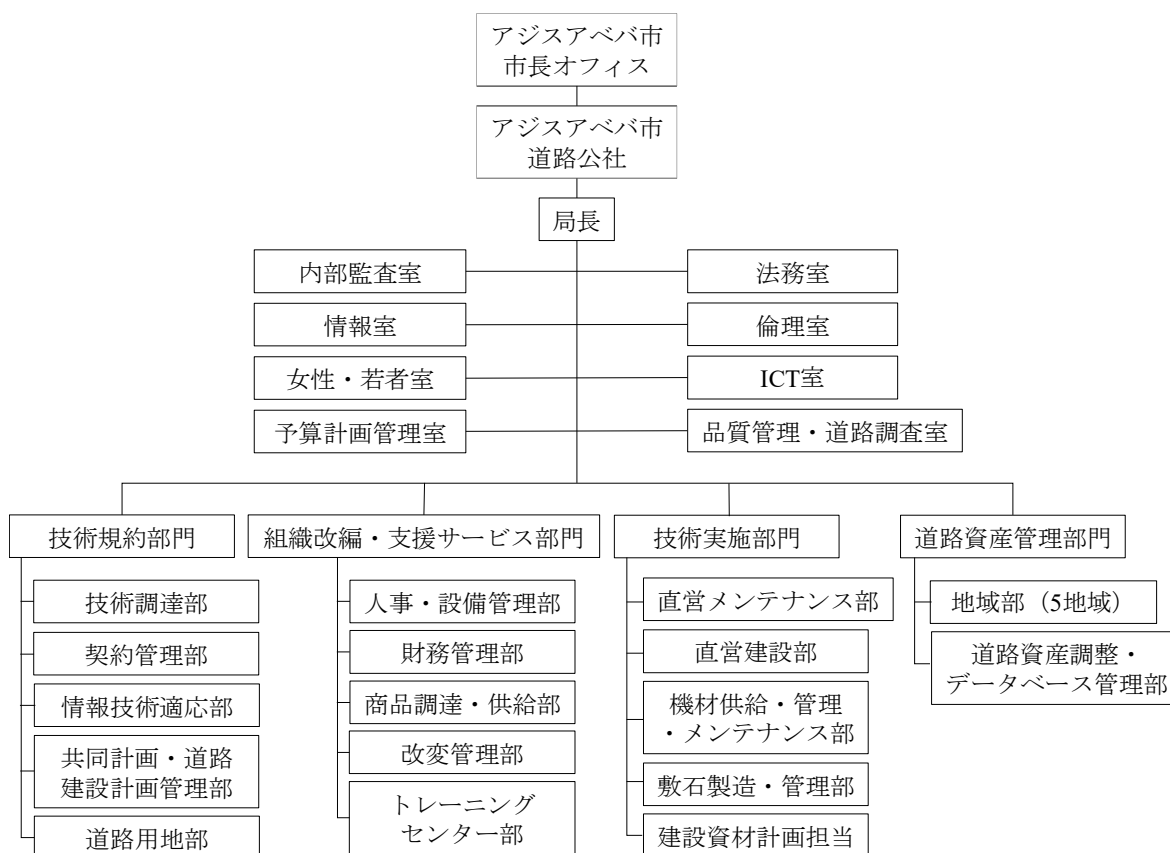 アジスアベバ市
市長オフィス
アジスアベバ市
道路公社
局長
内部監査室
法務室
情報室
倫理室
女性・若者室
ICT室
予算計画管理室
品質管理・道路調査室
技術規約部門
技術調達部
契約管理部
情報技術適応部
共同計画・道路
建設計画管理部
道路用地部
組織改編・支援サービス部門
人事・設備管理部
財務管理部
商品調達・供給部
改変管理部
トレーニング
センター部
技術実施部門
直営メンテナンス部
直営建設部
機材供給・管理
・メンテナンス部
敷石製造・管理部
建設資材計画担当
道路資産管理部門
地域部（5地域）
道路資産調整・
データベース管理部